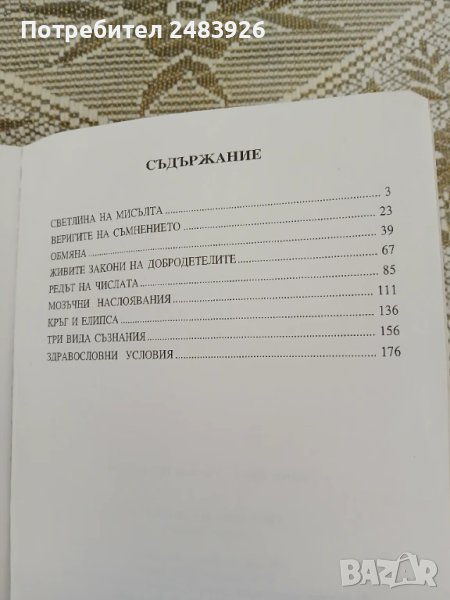 Потребител 2483926
СЪДЪРЖАНИЕ
СВЕТЛИНА НА МИСЪЛТА 3
ВЕРИГИТЕ НА СЪМНЕНИЕТО 23
ОБМЯНА 39
ЖИВИТЕ ЗАКОНИ НА ДОБРОДЕТЕЛИТЕ 67
РЕДЪТ НА ЧИСЛАТА 85
МОЗЪЧНИ НАСЛОЯВАНИЯ 111
КРЪГ И ЕЛИПСА 136
ТРИ ВИДА СЪЗНАНИЯ 156
ЗДРАВОСЛОВНИ УСЛОВИЯ 176
BAZAR